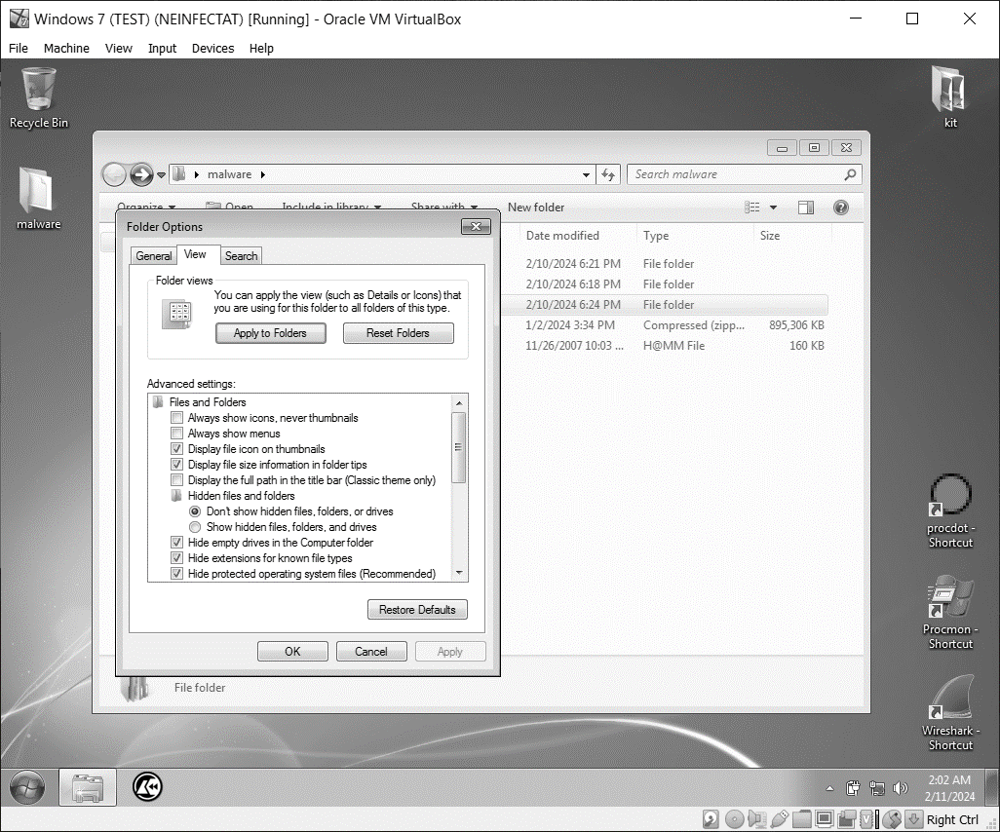 Windows 7 (TEST) (NEINFECTAT) [Running] - Oracle VM VirtualBox
File Machine View Input Devices Help
Recycle Bin
kit
malware
malware
Search malware
Organize Open Include in library Share with New folder
Folder Options
General View Search
Folder views
You can apply the view (such as Details or Icons) that
you are using for this folder to all folders of this type.
Apply to Folders Reset Folders
Advanced settings:
Files and Folders
Always show icons, never thumbnails
Always show menus
Display file icon on thumbnails
Display file size information in folder tips
Display the full path in the title bar (Classic theme only)
Hidden files and folders
Don't show hidden files, folders, or drives
Show hidden files, folders, and drives
Hide empty drives in the Computer folder
Hide extensions for known file types
Hide protected operating system files (Recommended)
Restore Defaults
OK Cancel Apply
Date modified Type Size
2/10/2024 6:21 PM File folder
2/10/2024 6:18 PM File folder
2/10/2024 6:24 PM File folder
1/2/2024 3:34 PM Compressed (zipp... 895,306 KB
11/26/2007 10:03 ... H@MM File 160 KB
File folder
procdot -
Shortcut
Procmon -
Shortcut
Wireshark -
Shortcut
2:02 AM
2/11/2024
Right Ctrl